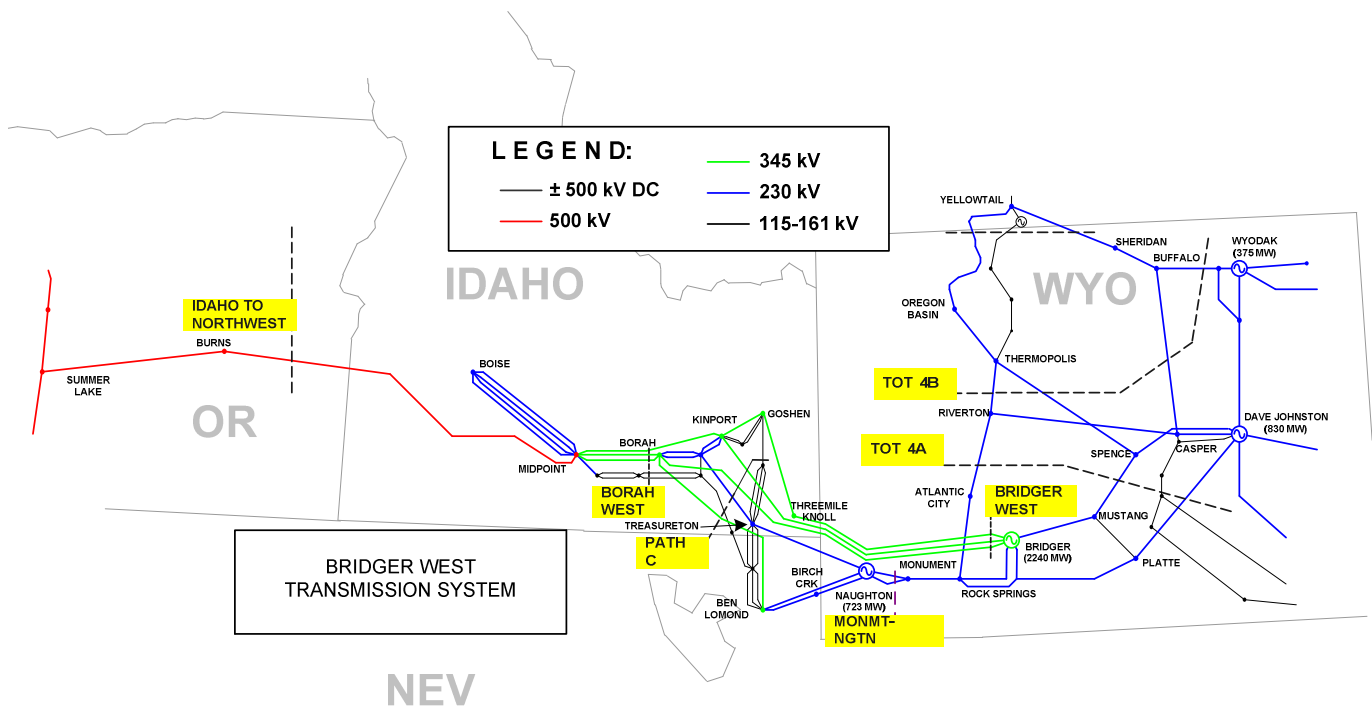 L E G E N D:
± 500 kV DC
500 kV
345 kV
230 kV
115-161 kV
IDAHO
WYO
OR
NEV
YELLOWTAIL
SHERIDAN
BUFFALO
WYODAK
(375 MW)
OREGON
BASIN
THERMOPOLIS
IDAHO TO
NORTHWEST
BURNS
SUMMER
LAKE
BOISE
TOT 4B
RIVERTON
DAVE JOHNSTON
(830 MW)
TOT 4A
SPENCE
CASPER
KINPORT
GOSHEN
BORAH
MIDPOINT
BORAH
WEST
ATLANTIC
CITY
BRIDGER
WEST
THREEMILE
KNOLL
MUSTANG
TREASURETON
PATH
C
BRIDGER
(2240 MW)
PLATTE
MONUMENT
ROCK SPRINGS
BIRCH
CRK
NAUGHTON
(723 MW)
BEN
LOMOND
MONMT-
NGTN
BRIDGER WEST
TRANSMISSION SYSTEM